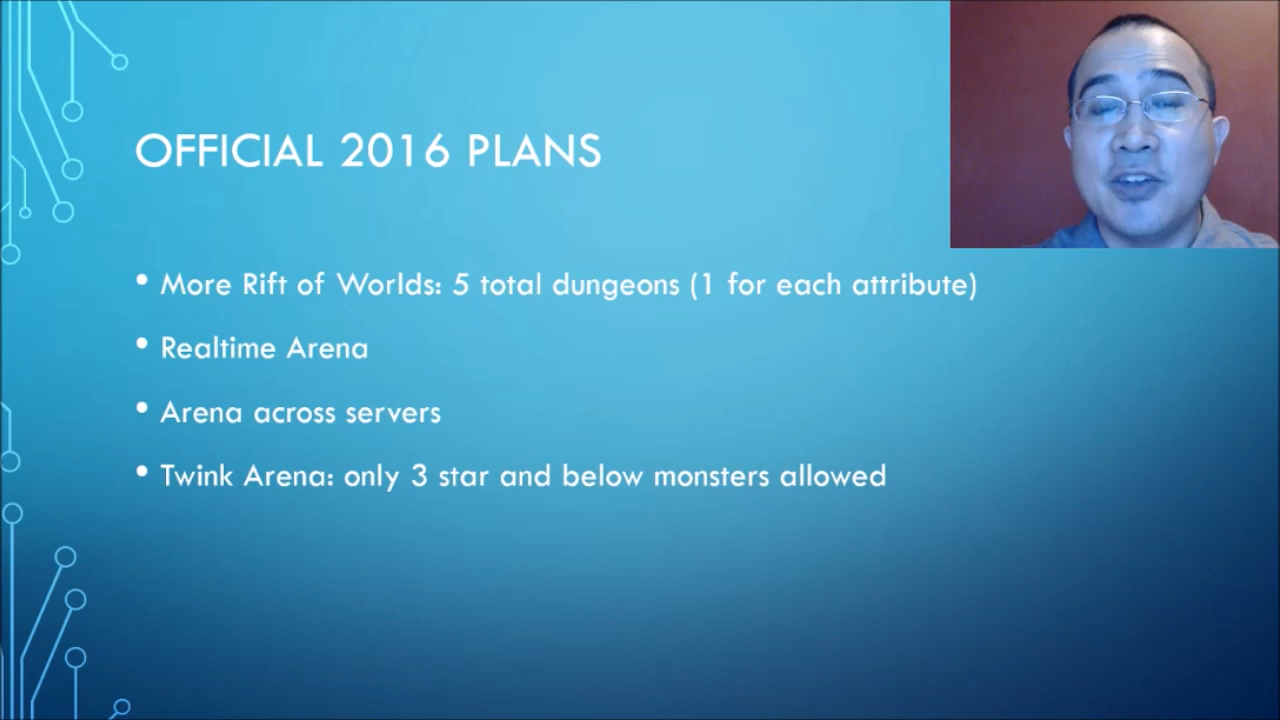 OFFICIAL 2016 PLANS
• More Rift of Worlds: 5 total dungeons (1 for each attribute)
• Realtime Arena
• Arena across servers
• Twink Arena: only 3 star and below monsters allowed